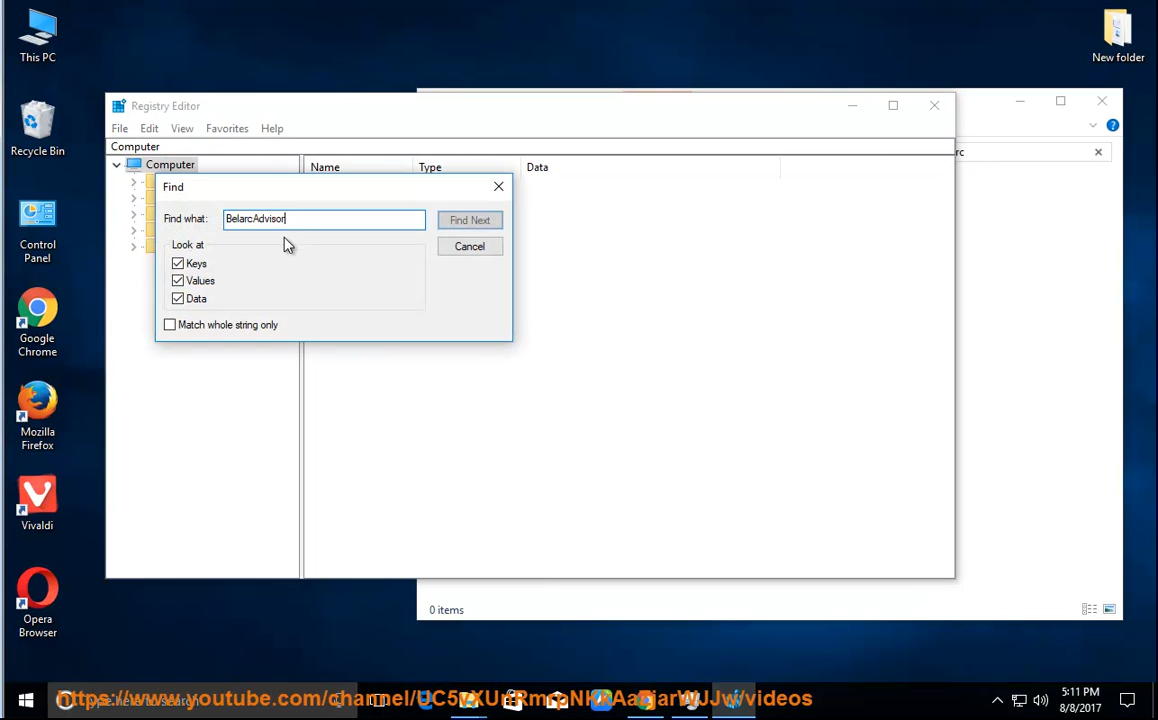 This PC
Recycle Bin
Control
Panel
Google
Chrome
Mozilla
Firefox
Vivaldi
Opera
Browser
New folder
Registry Editor
File Edit View Favorites Help
Computer
Computer
Name Type Data
Find
Find what: BelarcAdvisor Find Next
Look at Cancel
Keys
Values
Data
Match whole string only
rc
0 items
5:11 PM
8/8/2017